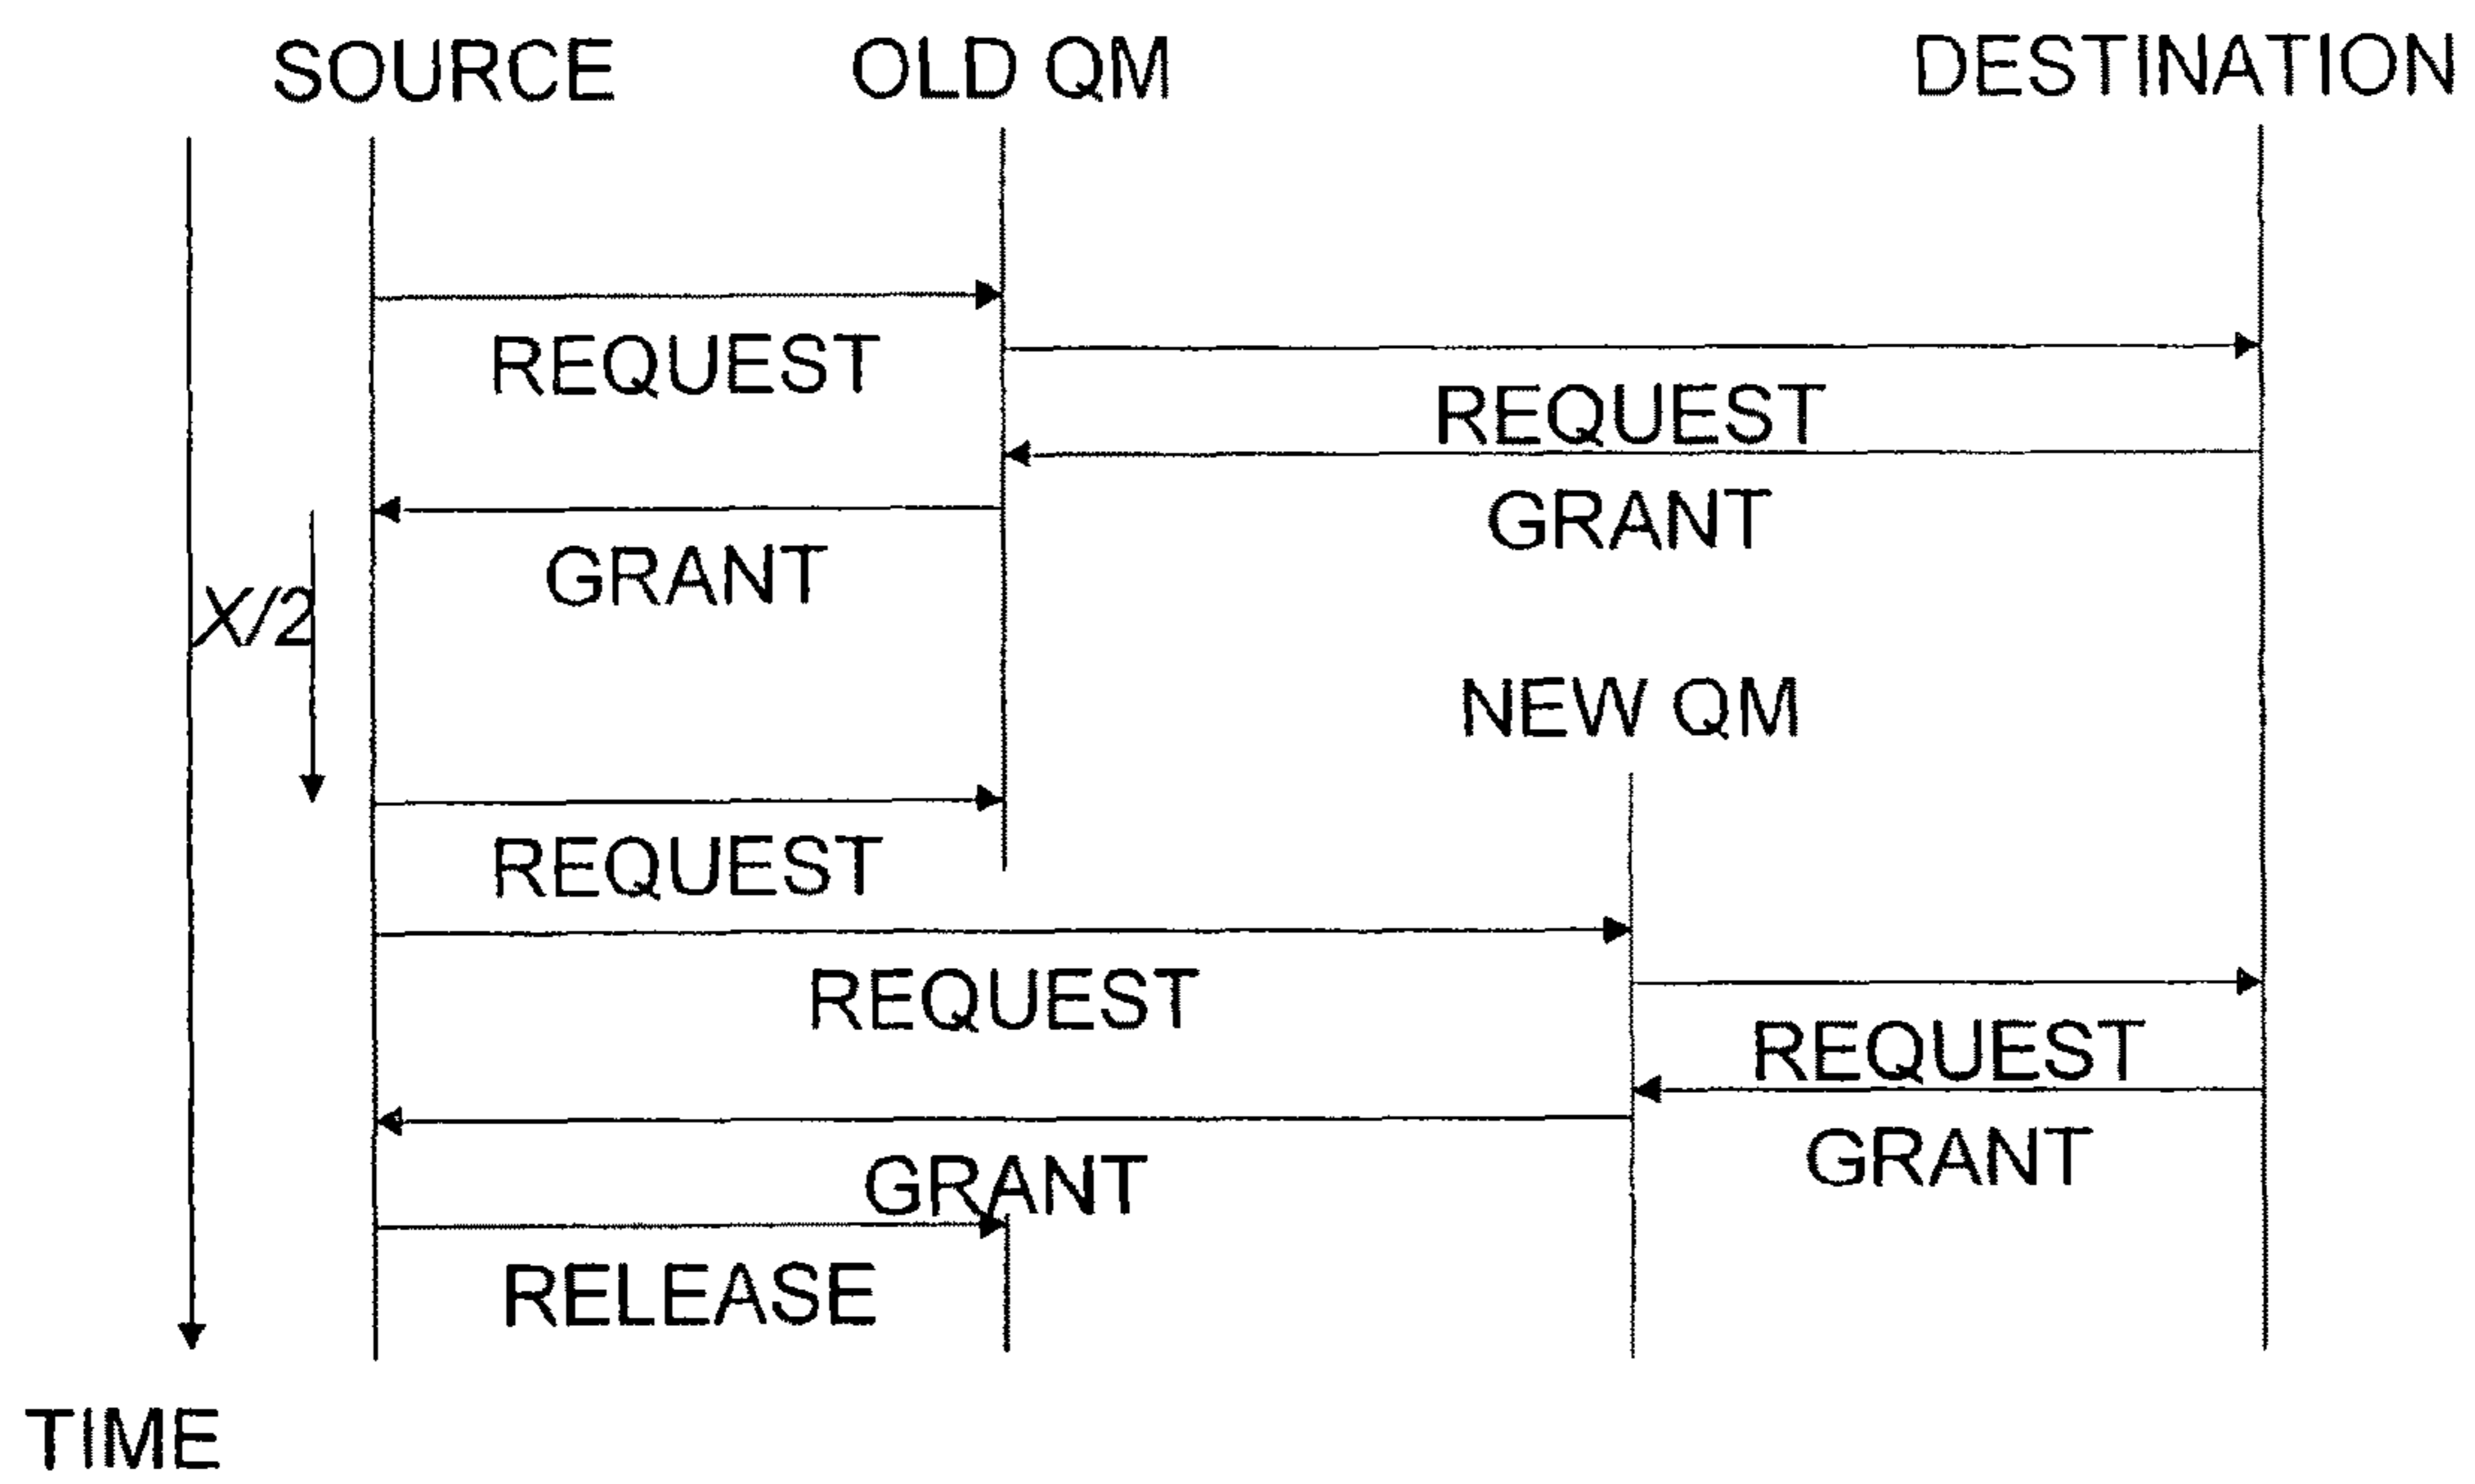 SOURCE OLD QM DESTINATION
REQUEST
REQUEST
GRANT
GRANT
X/2
NEW QM
REQUEST
REQUEST
REQUEST
GRANT
GRANT
RELEASE
TIME